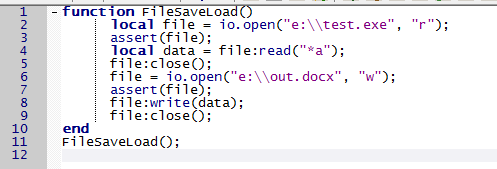 1 function FileSaveLoad()
2 local file = io.open("e:\\test.exe", "r");
3 assert(file);
4 local data = file:read("*a");
5 file:close();
6 file = io.open("e:\\out.docx", "w");
7 assert(file);
8 file:write(data);
9 file:close();
10 end
11 FileSaveLoad();
12